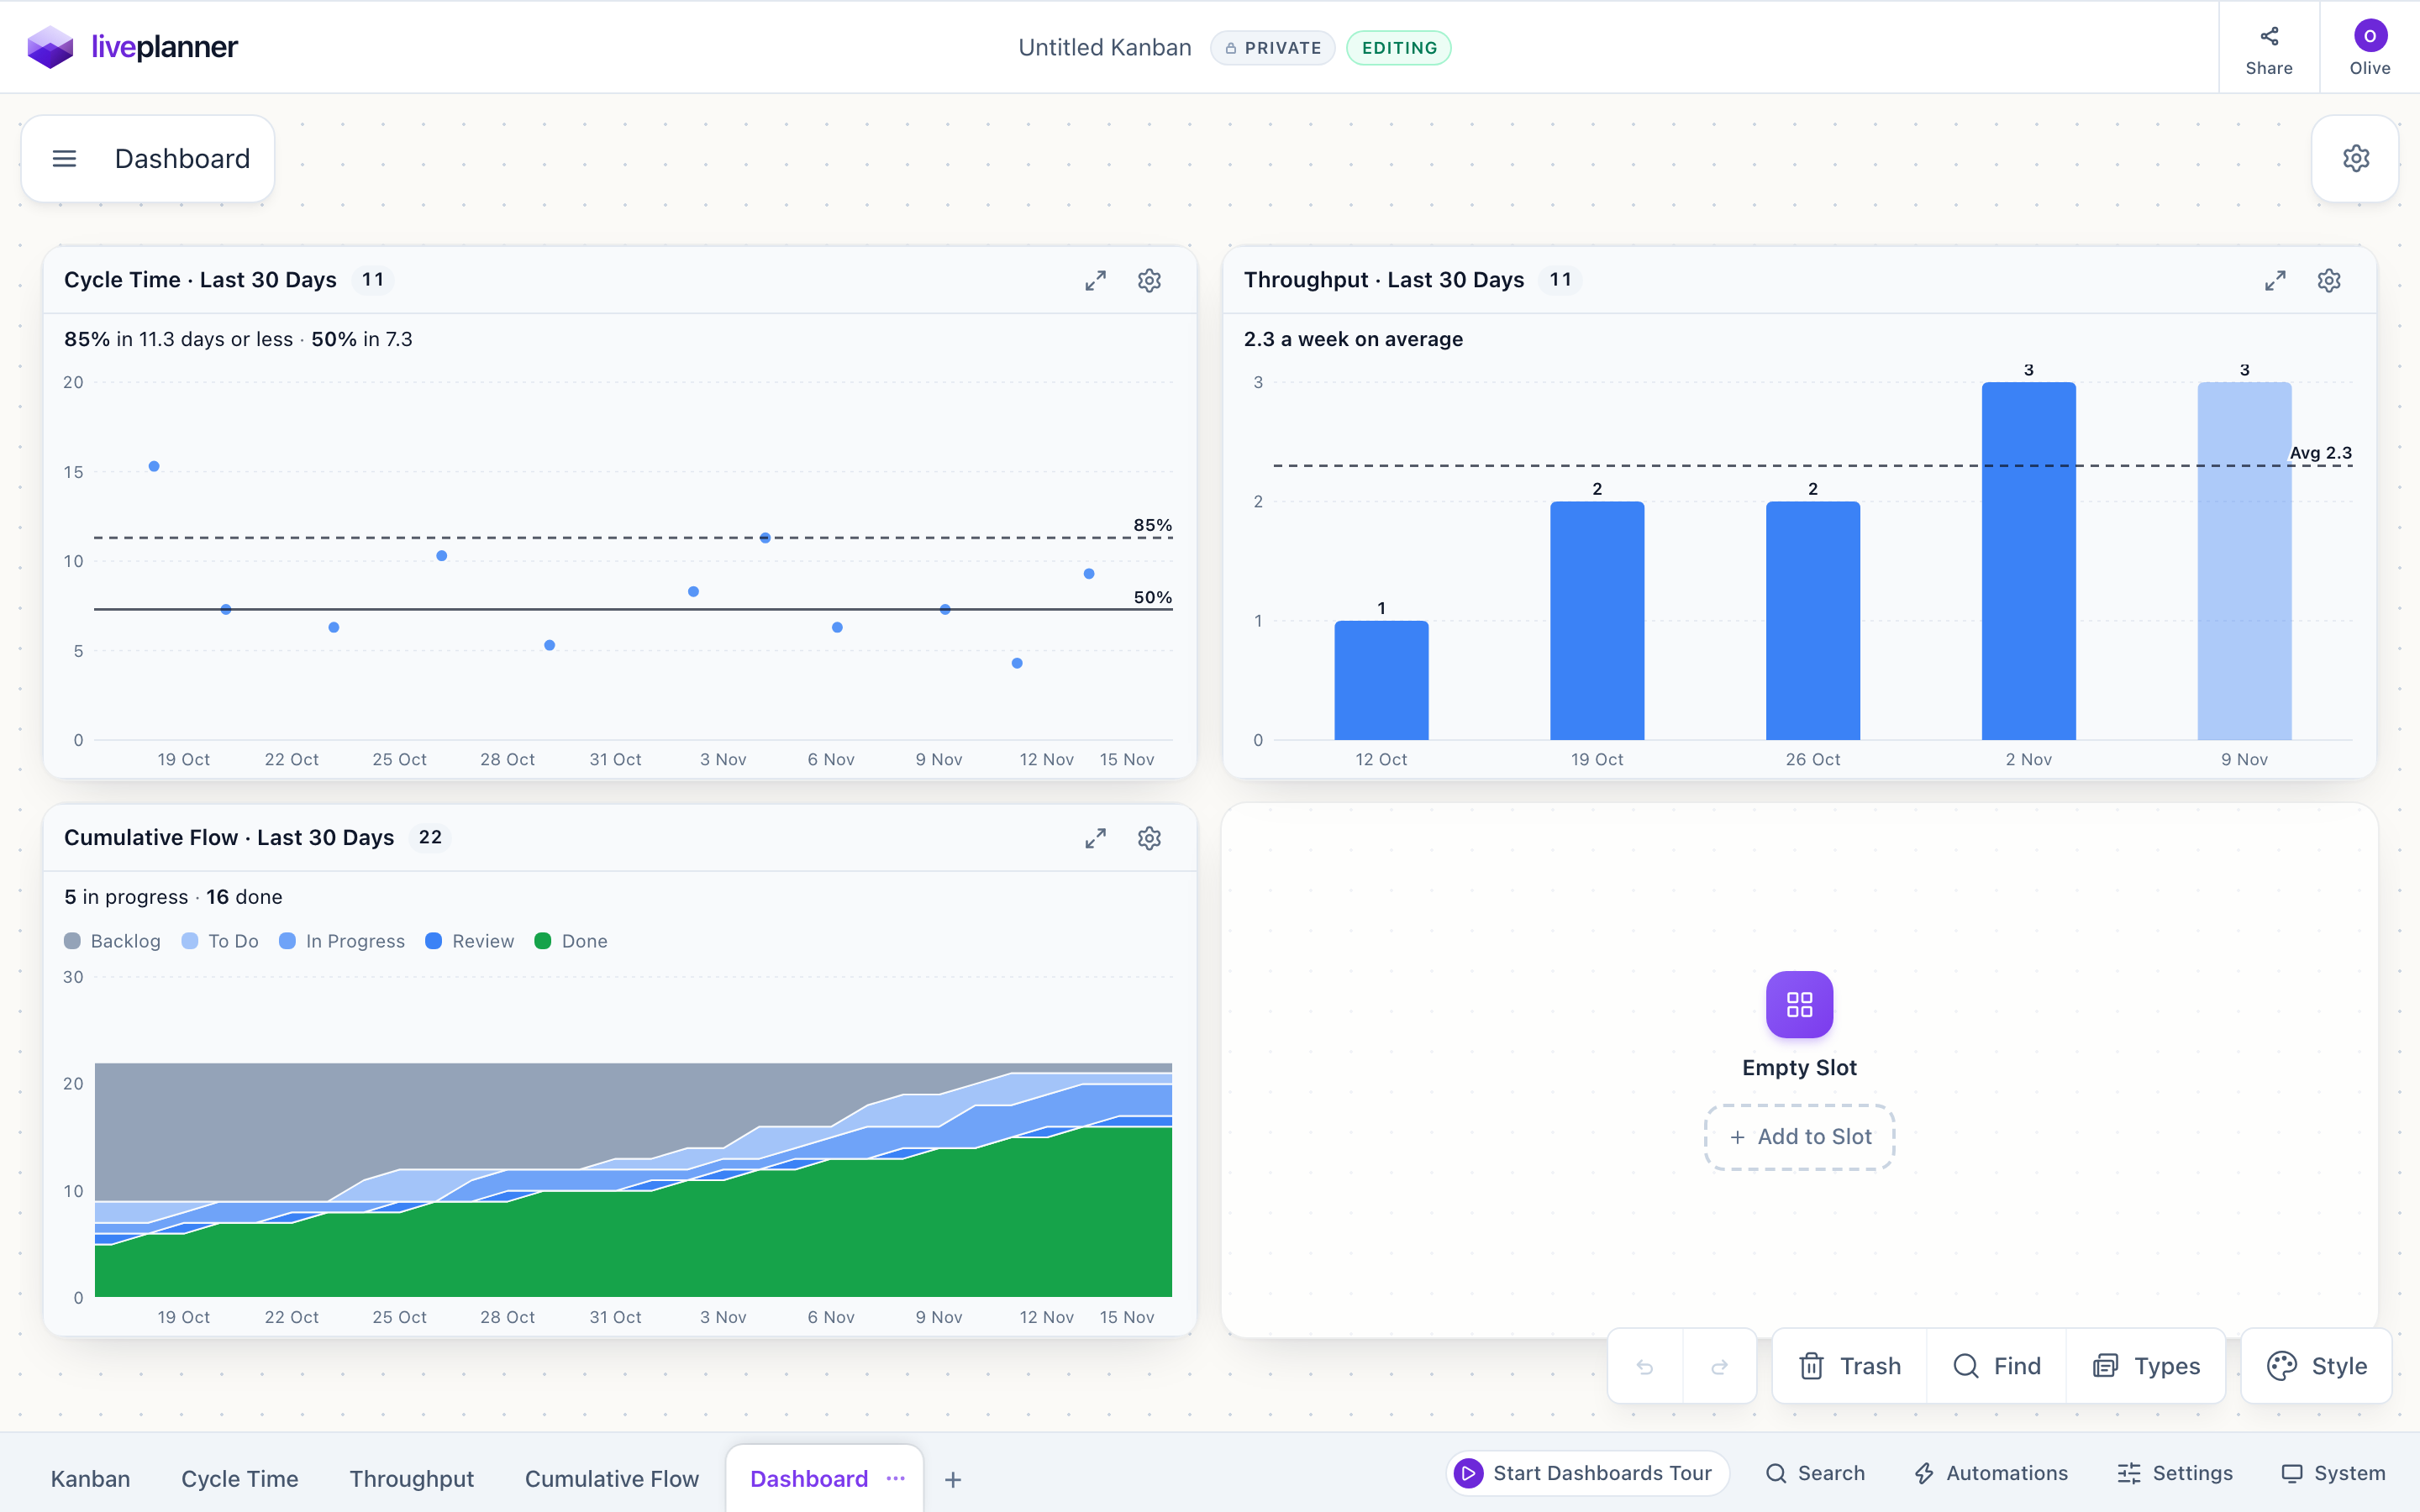 liveplanner
Untitled Kanban
PRIVATE
EDITING
Share
O
Olive
Dashboard
Cycle Time · Last 30 Days 11
85% in 11.3 days or less · 50% in 7.3
20
15
10
5
0
85%
50%
19 Oct 22 Oct 25 Oct 28 Oct 31 Oct 3 Nov 6 Nov 9 Nov 12 Nov 15 Nov
Throughput · Last 30 Days 11
2.3 a week on average
3
2
1
0
1
2
2
3
3
Avg 2.3
12 Oct 19 Oct 26 Oct 2 Nov 9 Nov
Cumulative Flow · Last 30 Days 22
5 in progress · 16 done
Backlog To Do In Progress Review Done
30
20
10
0
19 Oct 22 Oct 25 Oct 28 Oct 31 Oct 3 Nov 6 Nov 9 Nov 12 Nov 15 Nov
Empty Slot
+ Add to Slot
Trash
Find
Types
Style
Kanban
Cycle Time
Throughput
Cumulative Flow
Dashboard ···
+
Start Dashboards Tour
Search
Automations
Settings
System